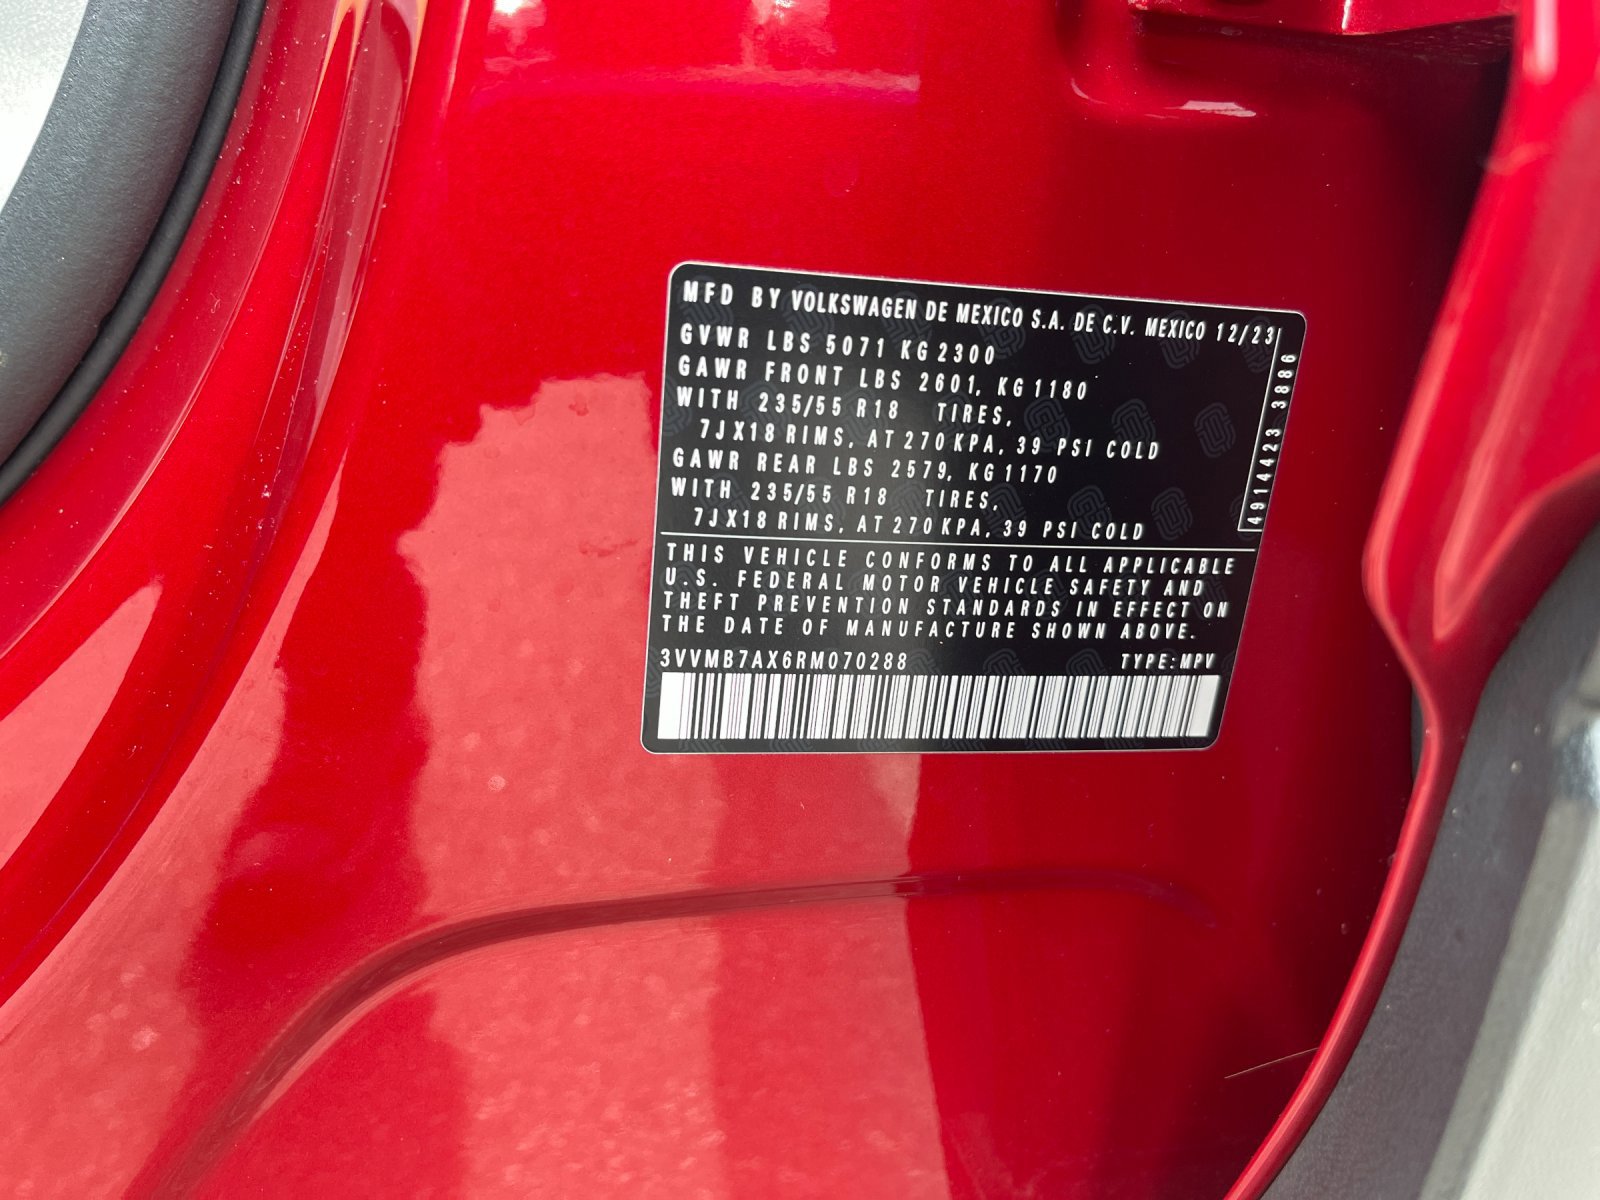 MFD BY VOLKSWAGEN DE MEXICO S.A. DE C.V. MEXICO 12/23
GVWR LBS 5071 KG 2300
GAWR FRONT LBS 2601, KG 1180
WITH 235/55 R18 TIRES,
7JX18 RIMS, AT 270 KPA, 39 PSI COLD
GAWR REAR LBS 2579, KG 1170
WITH 235/55 R18 TIRES,
7JX18 RIMS, AT 270 KPA, 39 PSI COLD
4914423 3886
THIS VEHICLE CONFORMS TO ALL APPLICABLE
U.S. FEDERAL MOTOR VEHICLE SAFETY AND
THEFT PREVENTION STANDARDS IN EFFECT ON
THE DATE OF MANUFACTURE SHOWN ABOVE.
3VVMB7AX6RM070288 TYPE: MPV